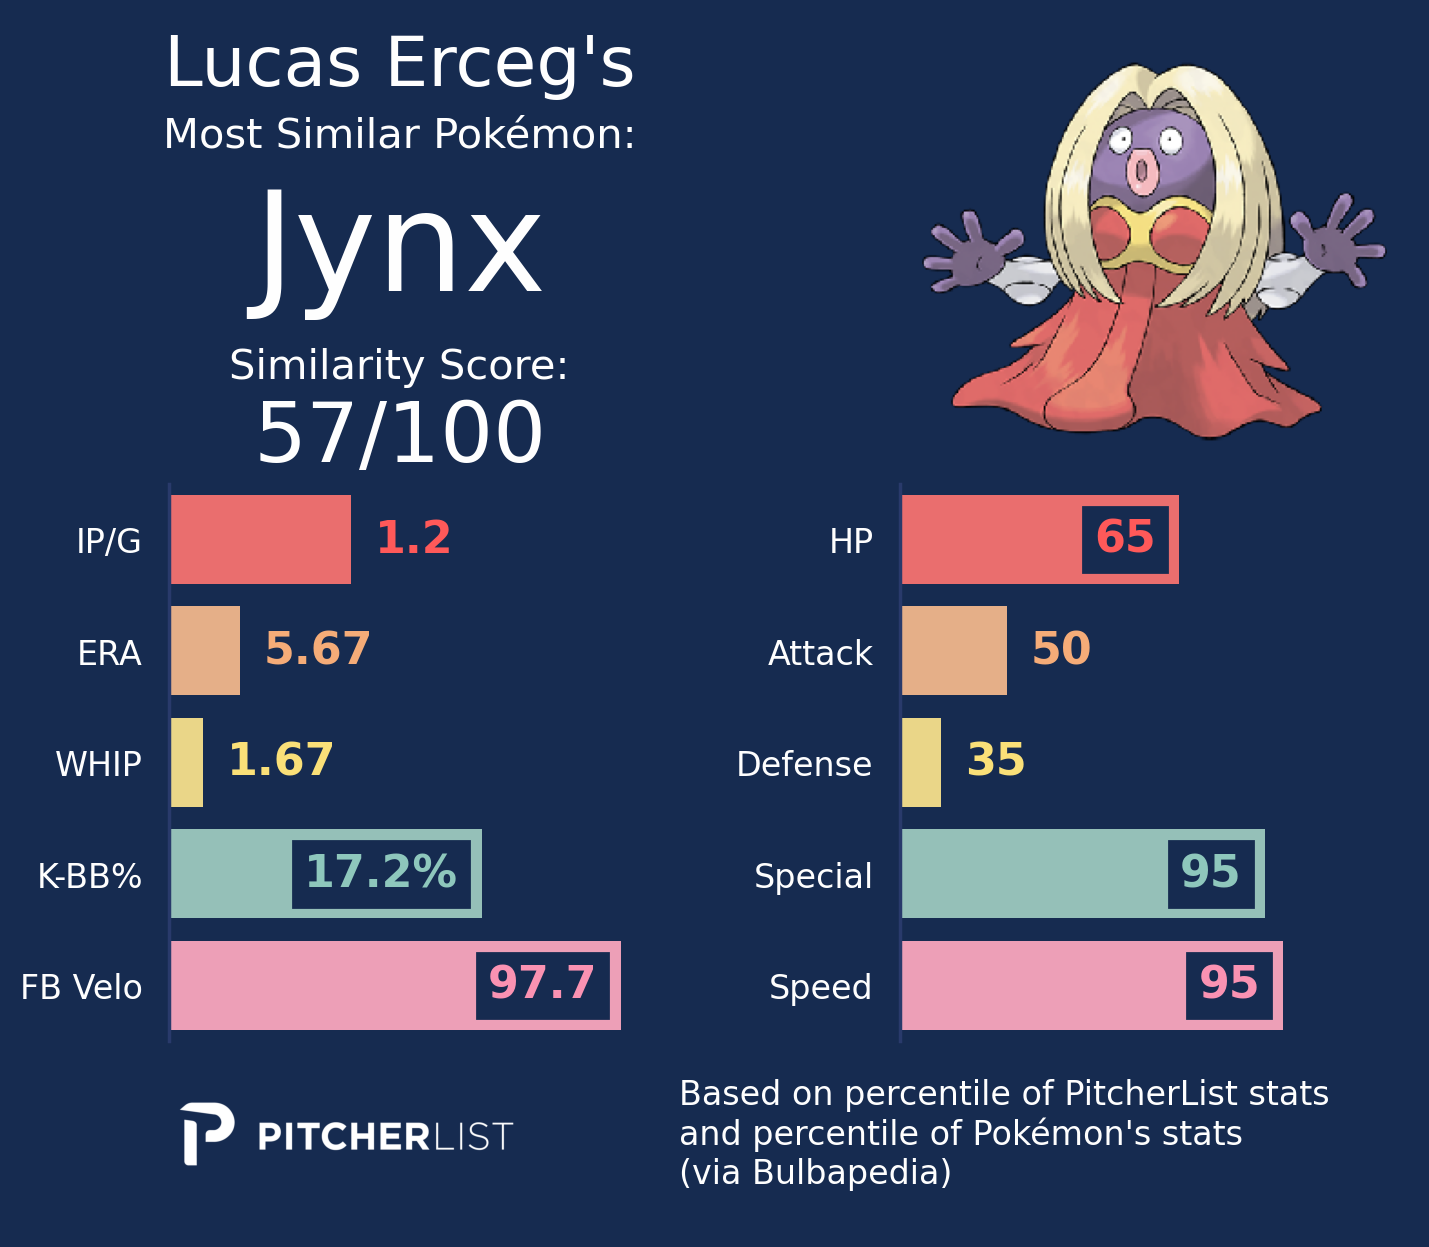 Lucas Erceg's
Most Similar Pokémon:
Jynx
Similarity Score:
57/100
IP/G 1.2
ERA 5.67
WHIP 1.67
K-BB% 17.2%
FB Velo 97.7
HP 65
Attack 50
Defense 35
Special 95
Speed 95
PITCHERLIST
Based on percentile of PitcherList stats
and percentile of Pokémon's stats
(via Bulbapedia)